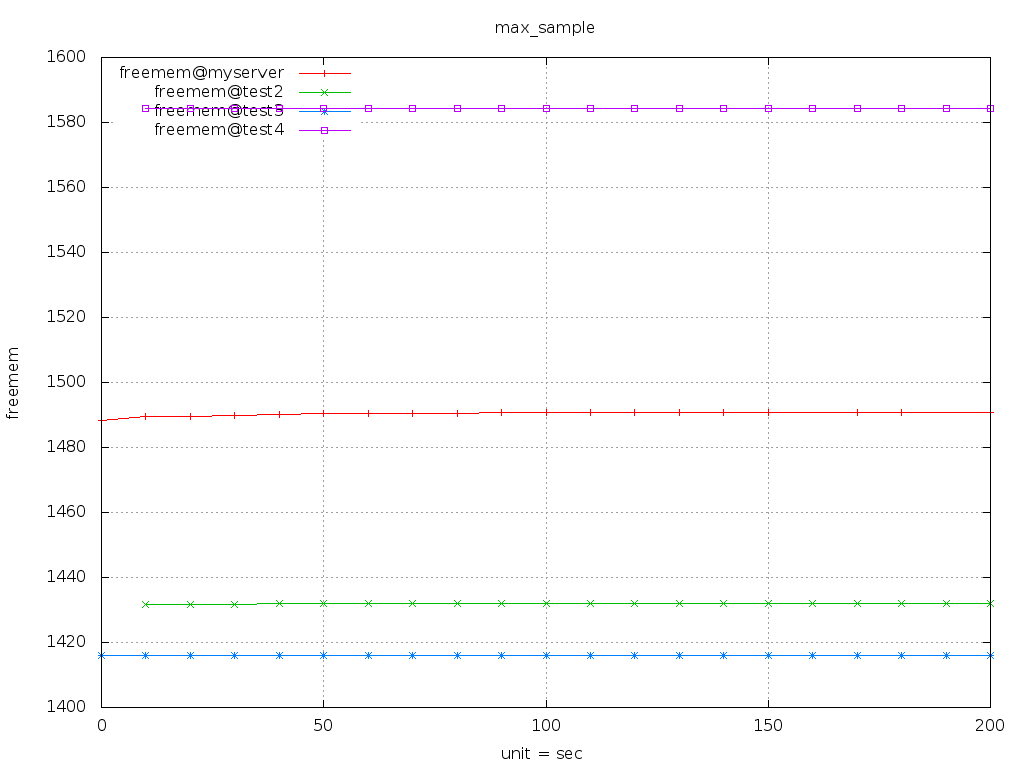 max_sample
1600
freemem@myserver
freemem@test2
freemem@test3
freemem@test4
1580
1560
1540
1520
1500
1480
1460
1440
1420
1400
freemem
0 50 100 150 200
unit = sec